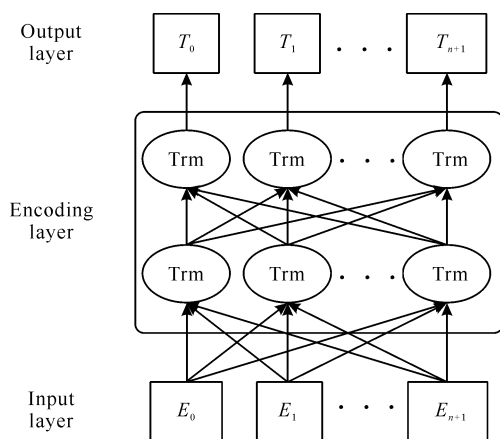 Output
layer
T0
T1
. . .
Tn+1
Trm
Trm
. . .
Trm
Encoding
layer
Trm
Trm
. . .
Trm
Input
layer
E0
E1
. . .
En+1